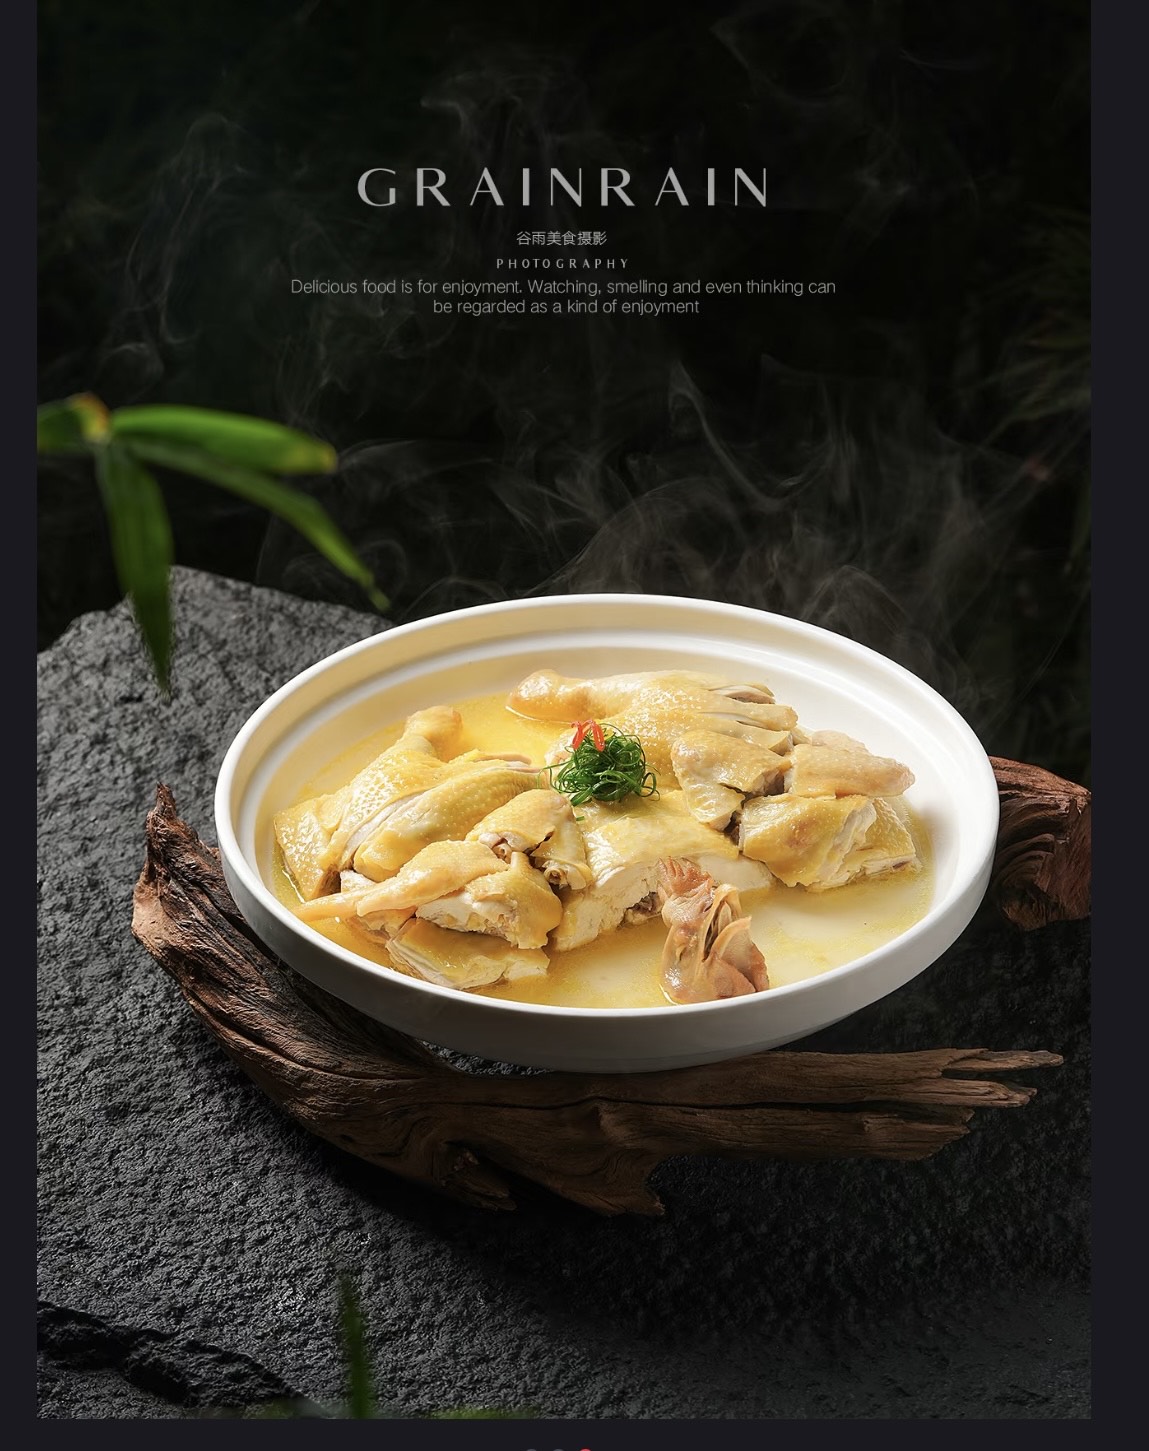 GRAINRAIN
谷雨美食摄影
PHOTOGRAPHY
Delicious food is for enjoyment. Watching, smelling and even thinking can
be regarded as a kind of enjoyment